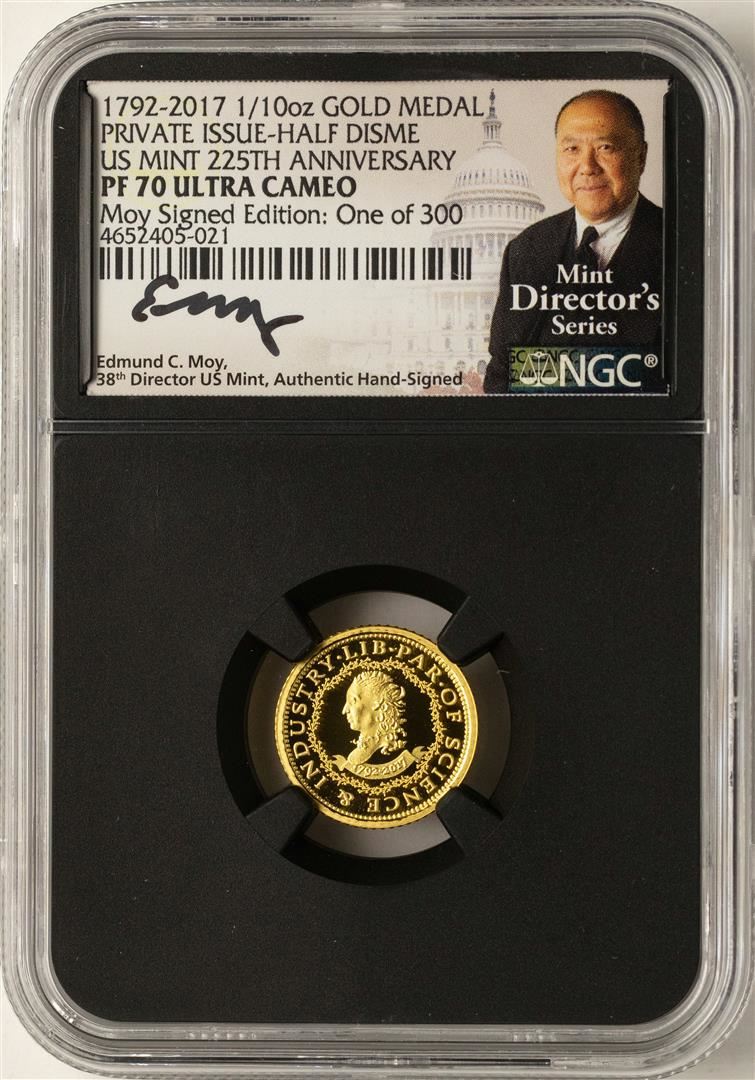 1792-2017 1/10oz GOLD MEDAL
PRIVATE ISSUE-HALF DISME
US MINT 225TH ANNIVERSARY
PF 70 ULTRA CAMEO
Moy Signed Edition: One of 300
4652405-021
Edmund C. Moy,
38th Director US Mint, Authentic Hand-Signed
Mint
Director's
Series
NGC®
LIB·PAR·OF SCIENCE & INDUSTRY·
1792-2017